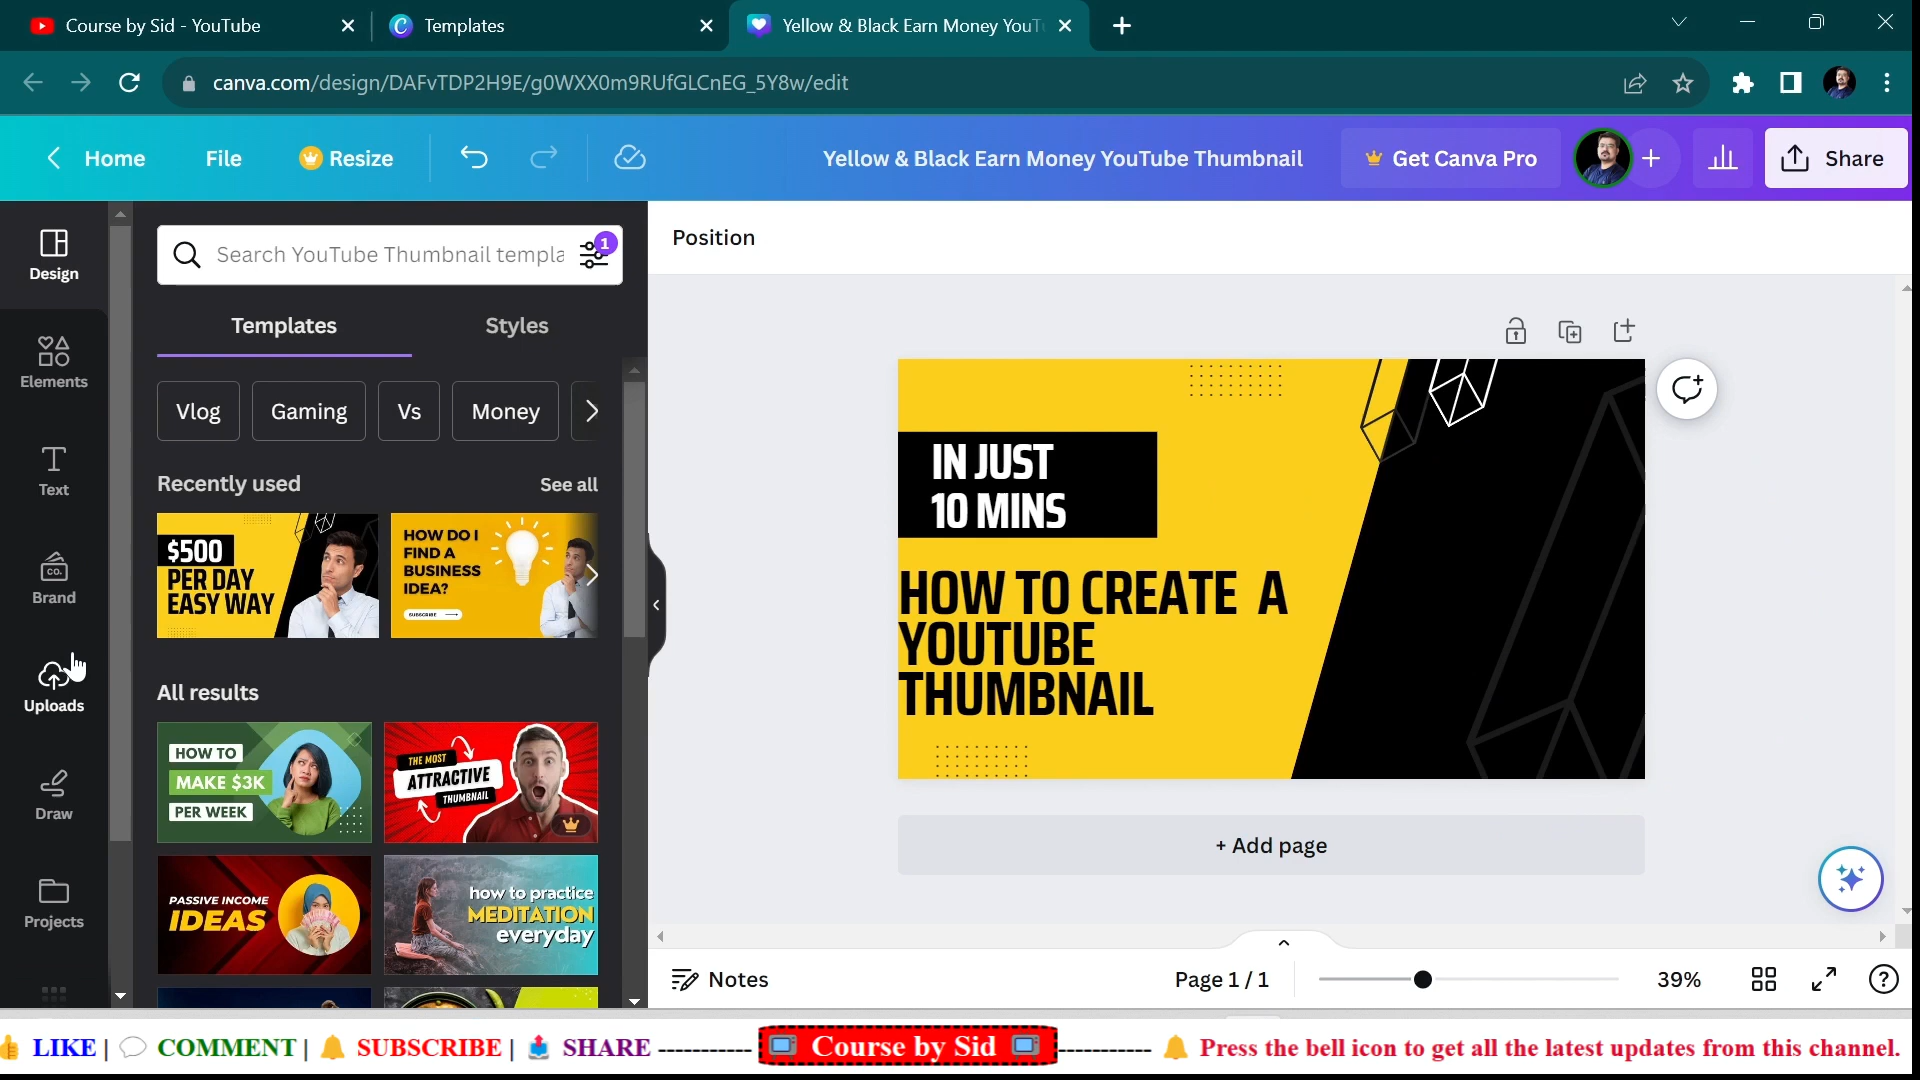 Course by Sid - YouTube
Templates
Yellow & Black Earn Money YouT
canva.com/design/DAFvTDP2H9E/g0WXX0m9RUfGLCnEG_5Y8w/edit
Home
File
Resize
Yellow & Black Earn Money YouTube Thumbnail
Get Canva Pro
Share
Design
Elements
Text
CO.
Brand
Uploads
Draw
Projects
Search YouTube Thumbnail templa
1
Templates
Styles
Vlog
Gaming
Vs
Money
Recently used
See all
$500
PER DAY
EASY WAY
HOW DO I
FIND A
BUSINESS
IDEA?
SUBSCRIBE
All results
HOW TO
MAKE $3K
PER WEEK
THE MOST
ATTRACTIVE
THUMBNAIL
PASSIVE INCOME
IDEAS
how to practice
MEDITATION
everyday
Position
IN JUST
10 MINS
HOW TO CREATE A
YOUTUBE
THUMBNAIL
+ Add page
Notes
Page 1 / 1
39%
LIKE | COMMENT | SUBSCRIBE | SHARE ----------- Course by Sid ----------- Press the bell icon to get all the latest updates from this channel.